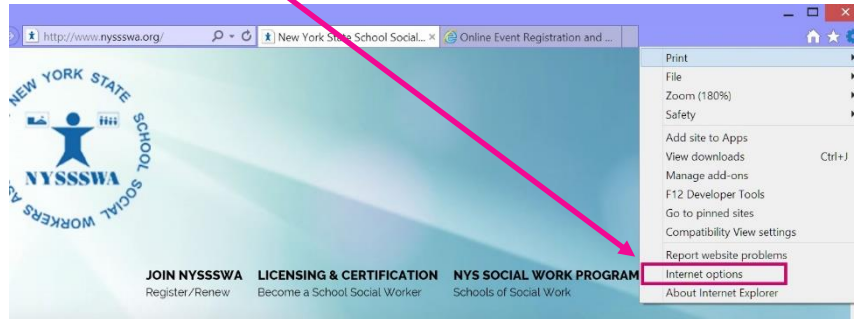 http://www.nyssswa.org/
New York State School Social...
Online Event Registration and ...
NEW YORK STATE SCHOOL SOCIAL WORKERS AS
NYSSSWA
Print
File
Zoom (180%)
Safety
Add site to Apps
View downloads Ctrl+J
Manage add-ons
F12 Developer Tools
Go to pinned sites
Compatibility View settings
Report website problems
Internet options
About Internet Explorer
JOIN NYSSSWA LICENSING & CERTIFICATION NYS SOCIAL WORK PROGRAM
Register/Renew Become a School Social Worker Schools of Social Work